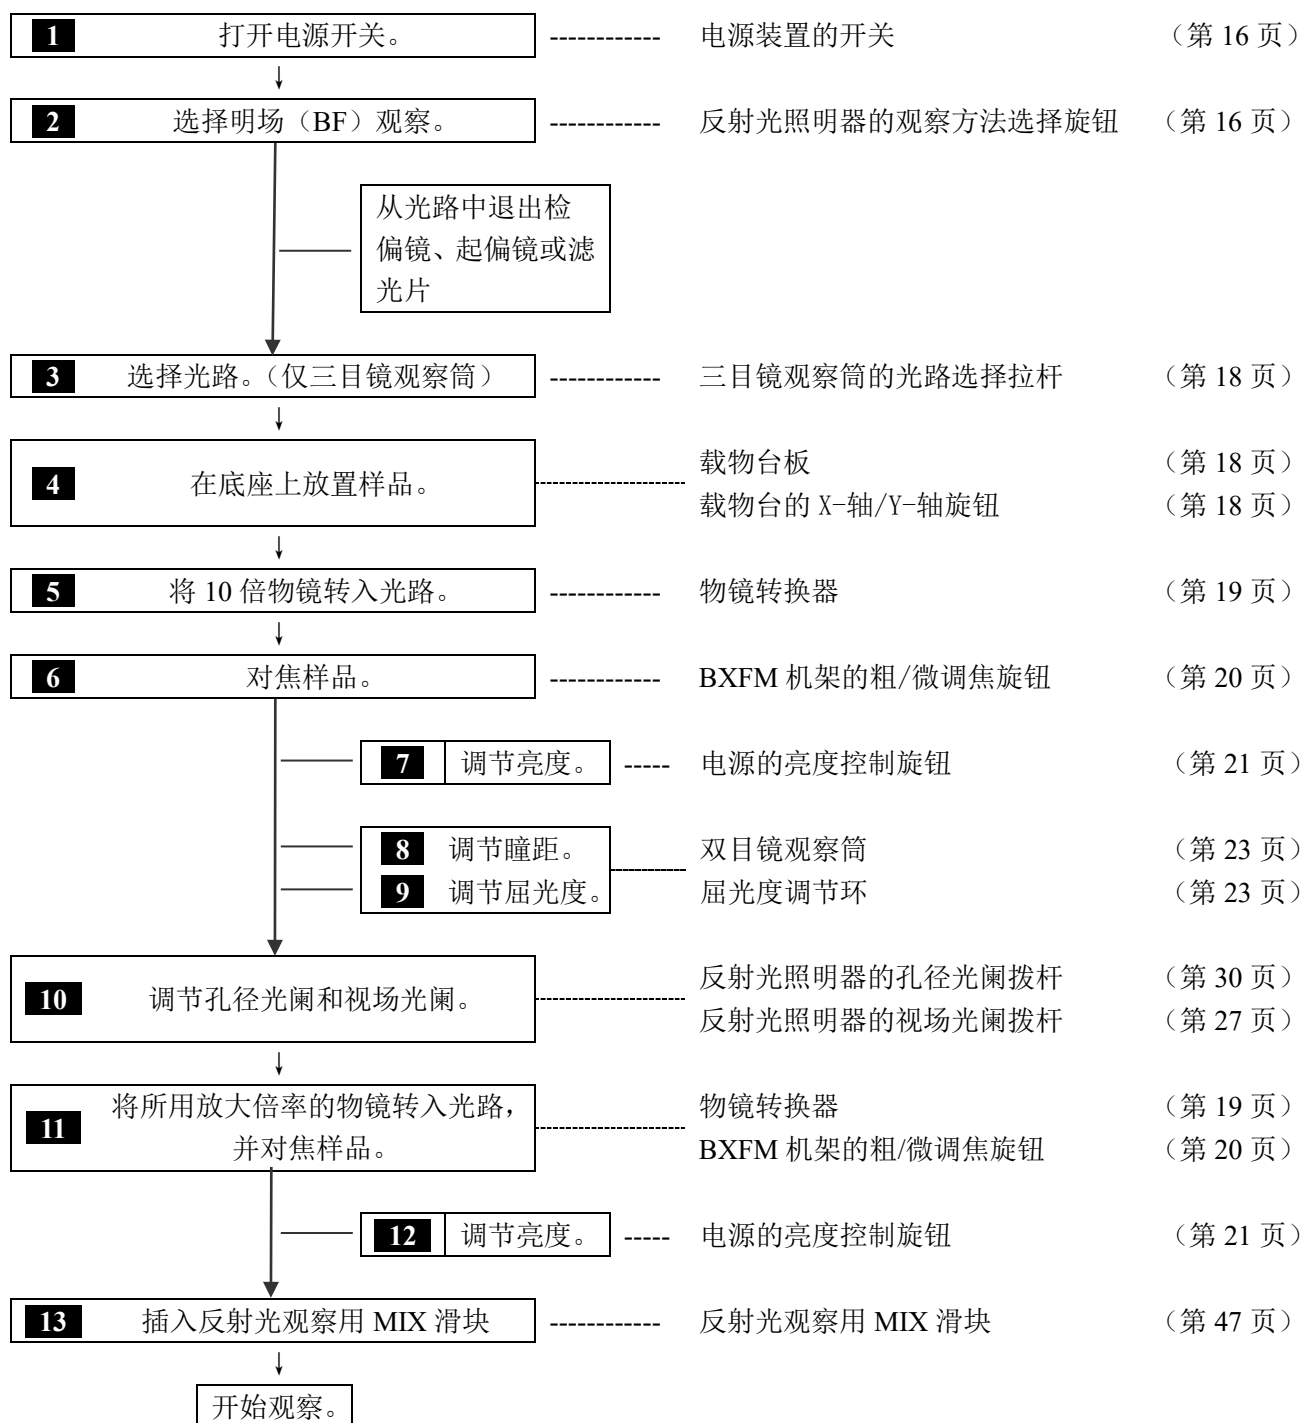 1 打开电源开关。 ------------ 电源装置的开关 （第 16 页）
↓
2 选择明场（BF）观察。 ------------ 反射光照明器的观察方法选择旋钮 （第 16 页）
从光路中退出检
偏镜、起偏镜或滤
光片
3 选择光路。（仅三目镜观察筒） ------------ 三目镜观察筒的光路选择拉杆 （第 18 页）
↓
4 在底座上放置样品。
载物台板 （第 18 页）
载物台的 X-轴/Y-轴旋钮 （第 18 页）
↓
5 将 10 倍物镜转入光路。 ------------ 物镜转换器 （第 19 页）
↓
6 对焦样品。 ------------ BXFM 机架的粗/微调焦旋钮 （第 20 页）
7 调节亮度。 ----- 电源的亮度控制旋钮 （第 21 页）
8 调节瞳距。 双目镜观察筒 （第 23 页）
9 调节屈光度。 屈光度调节环 （第 23 页）
10 调节孔径光阑和视场光阑。
反射光照明器的孔径光阑拨杆 （第 30 页）
反射光照明器的视场光阑拨杆 （第 27 页）
↓
11 将所用放大倍率的物镜转入光路，
并对焦样品。
物镜转换器 （第 19 页）
BXFM 机架的粗/微调焦旋钮 （第 20 页）
12 调节亮度。 ----- 电源的亮度控制旋钮 （第 21 页）
13 插入反射光观察用 MIX 滑块 ------------ 反射光观察用 MIX 滑块 （第 47 页）
↓
开始观察。